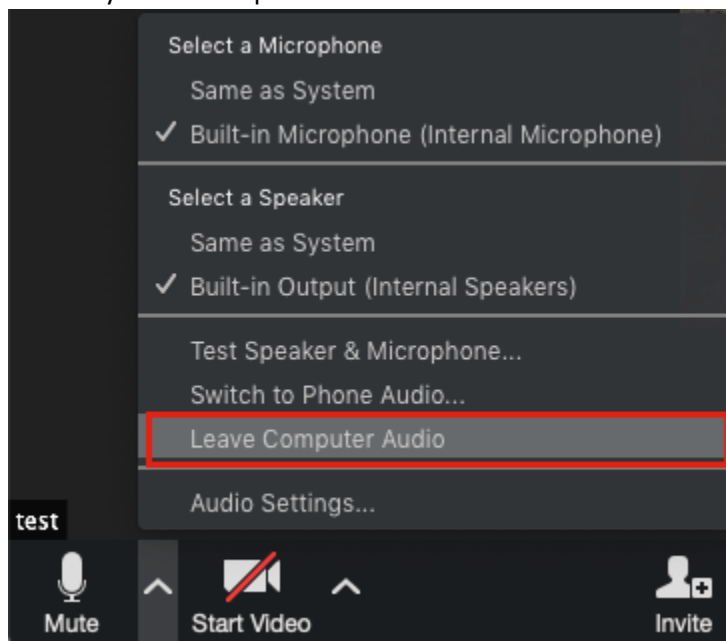 Select a Microphone
Same as System
✓ Built-in Microphone (Internal Microphone)
Select a Speaker
Same as System
✓ Built-in Output (Internal Speakers)
Test Speaker & Microphone...
Switch to Phone Audio...
Leave Computer Audio
Audio Settings...
test
Mute
Start Video
Invite